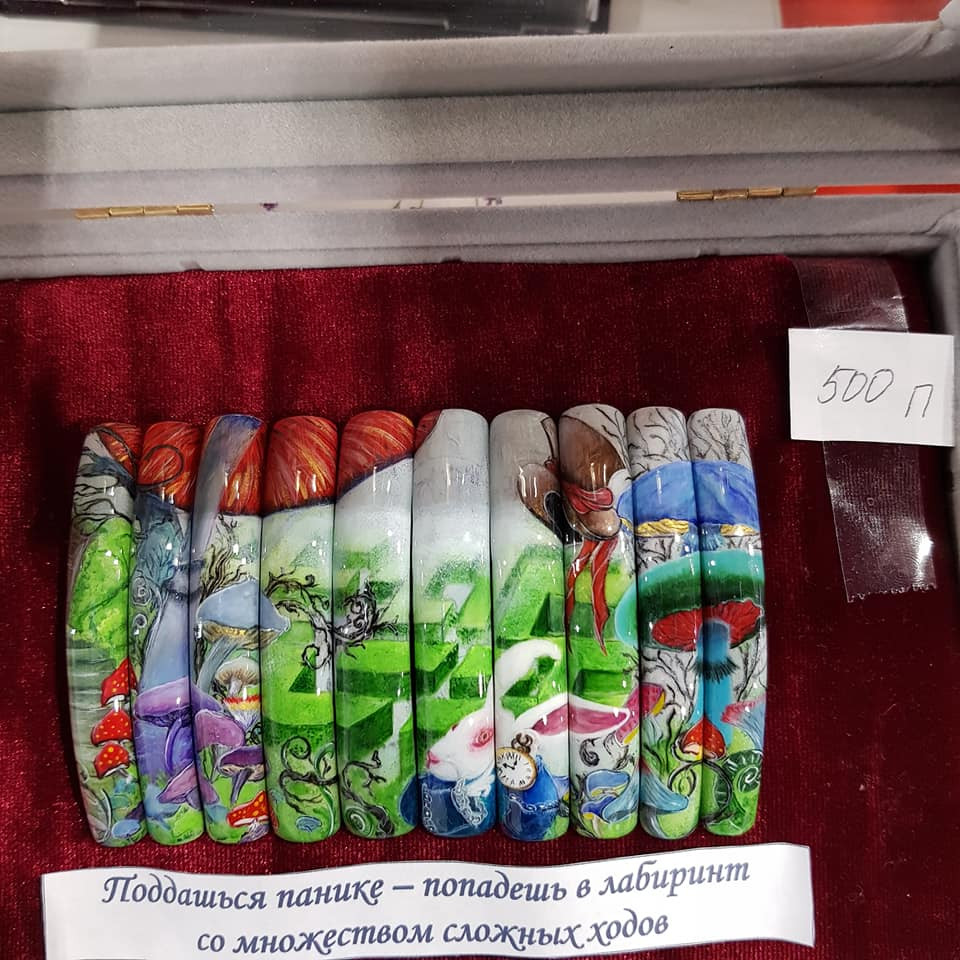 500 П
Поддашься панике – попадешь в лабиринт
со множеством сложных ходов